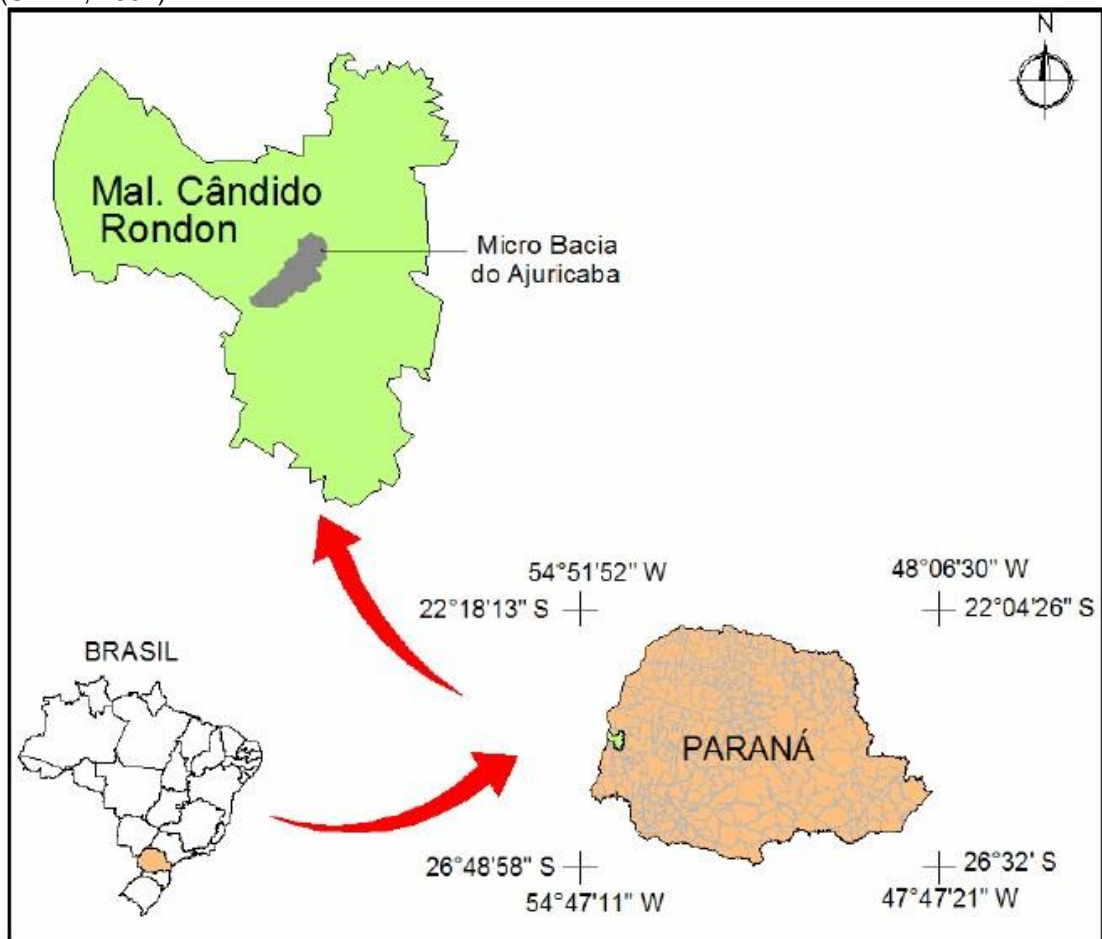 N
Mal. Cândido
Rondon
Micro Bacia
do Ajuricaba
54°51'52" W
48°06'30" W
22°18'13" S
22°04'26" S
BRASIL
PARANÁ
26°48'58" S
26°32' S
54°47'11" W
47°47'21" W